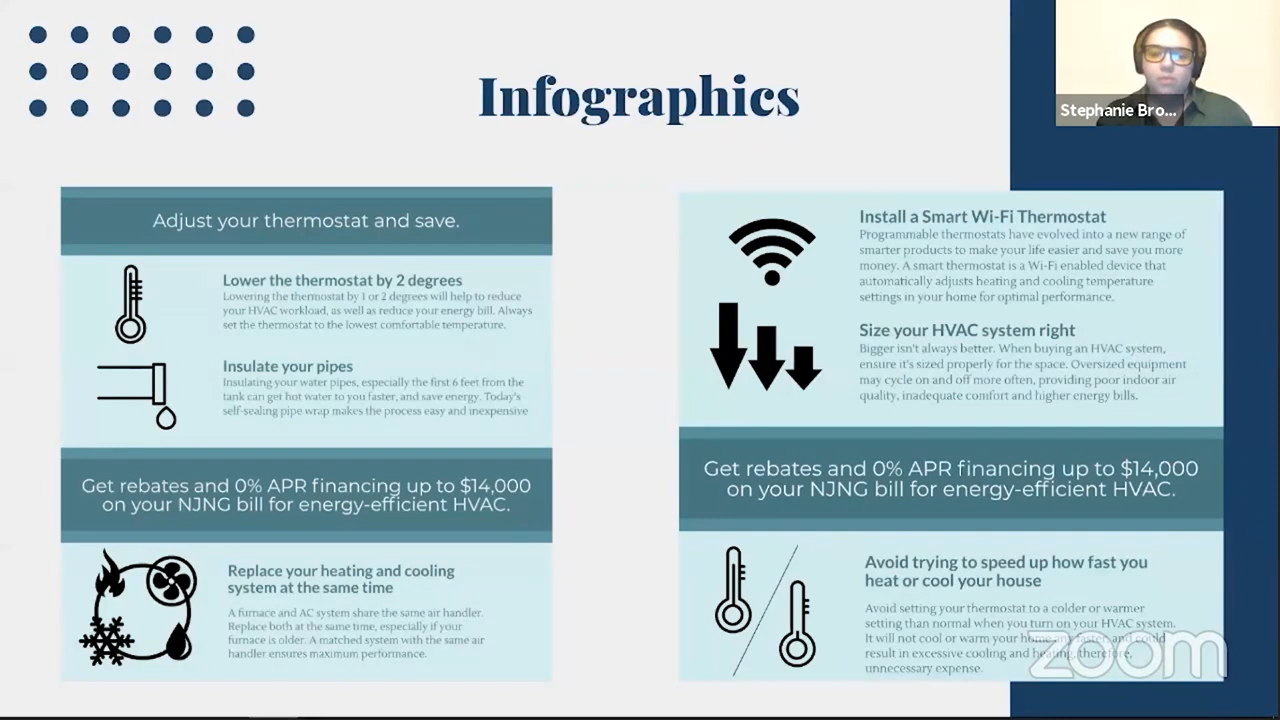 Infographics
Stephanie Bro...
Adjust your thermostat and save.
Lower the thermostat by 2 degrees
Lowering the thermostat by 1 or 2 degrees will help to reduce
your HVAC workload, as well as reduce your energy bill. Always
set the thermostat to the lowest comfortable temperature.
Insulate your pipes
Insulating your water pipes, especially the first 6 feet from the
tank can get hot water to you faster, and save energy. Today's
self-sealing pipe wrap makes the process easy and inexpensive
Get rebates and 0% APR financing up to $14,000
on your NJNG bill for energy-efficient HVAC.
Replace your heating and cooling
system at the same time
A furnace and AC system share the same air handler.
Replace both at the same time, especially if your
furnace is older. A matched system with the same air
handler ensures maximum performance.
Install a Smart Wi-Fi Thermostat
Programmable thermostats have evolved into a new range of
smarter products to make your life easier and save you more
money. A smart thermostat is a Wi-Fi enabled device that
automatically adjusts heating and cooling temperature
settings in your home for optimal performance.
Size your HVAC system right
Bigger isn't always better. When buying an HVAC system,
ensure it's sized properly for the space. Oversized equipment
may cycle on and off more often, providing poor indoor air
quality, inadequate comfort and higher energy bills.
Get rebates and 0% APR financing up to $14,000
on your NJNG bill for energy-efficient HVAC.
Avoid trying to speed up how fast you
heat or cool your house
Avoid setting your thermostat to a colder or warmer
setting than normal when you turn on your HVAC system.
It will not cool or warm your home any faster, and could
result in excessive cooling and heating, therefore,
unnecessary expense.
zoom